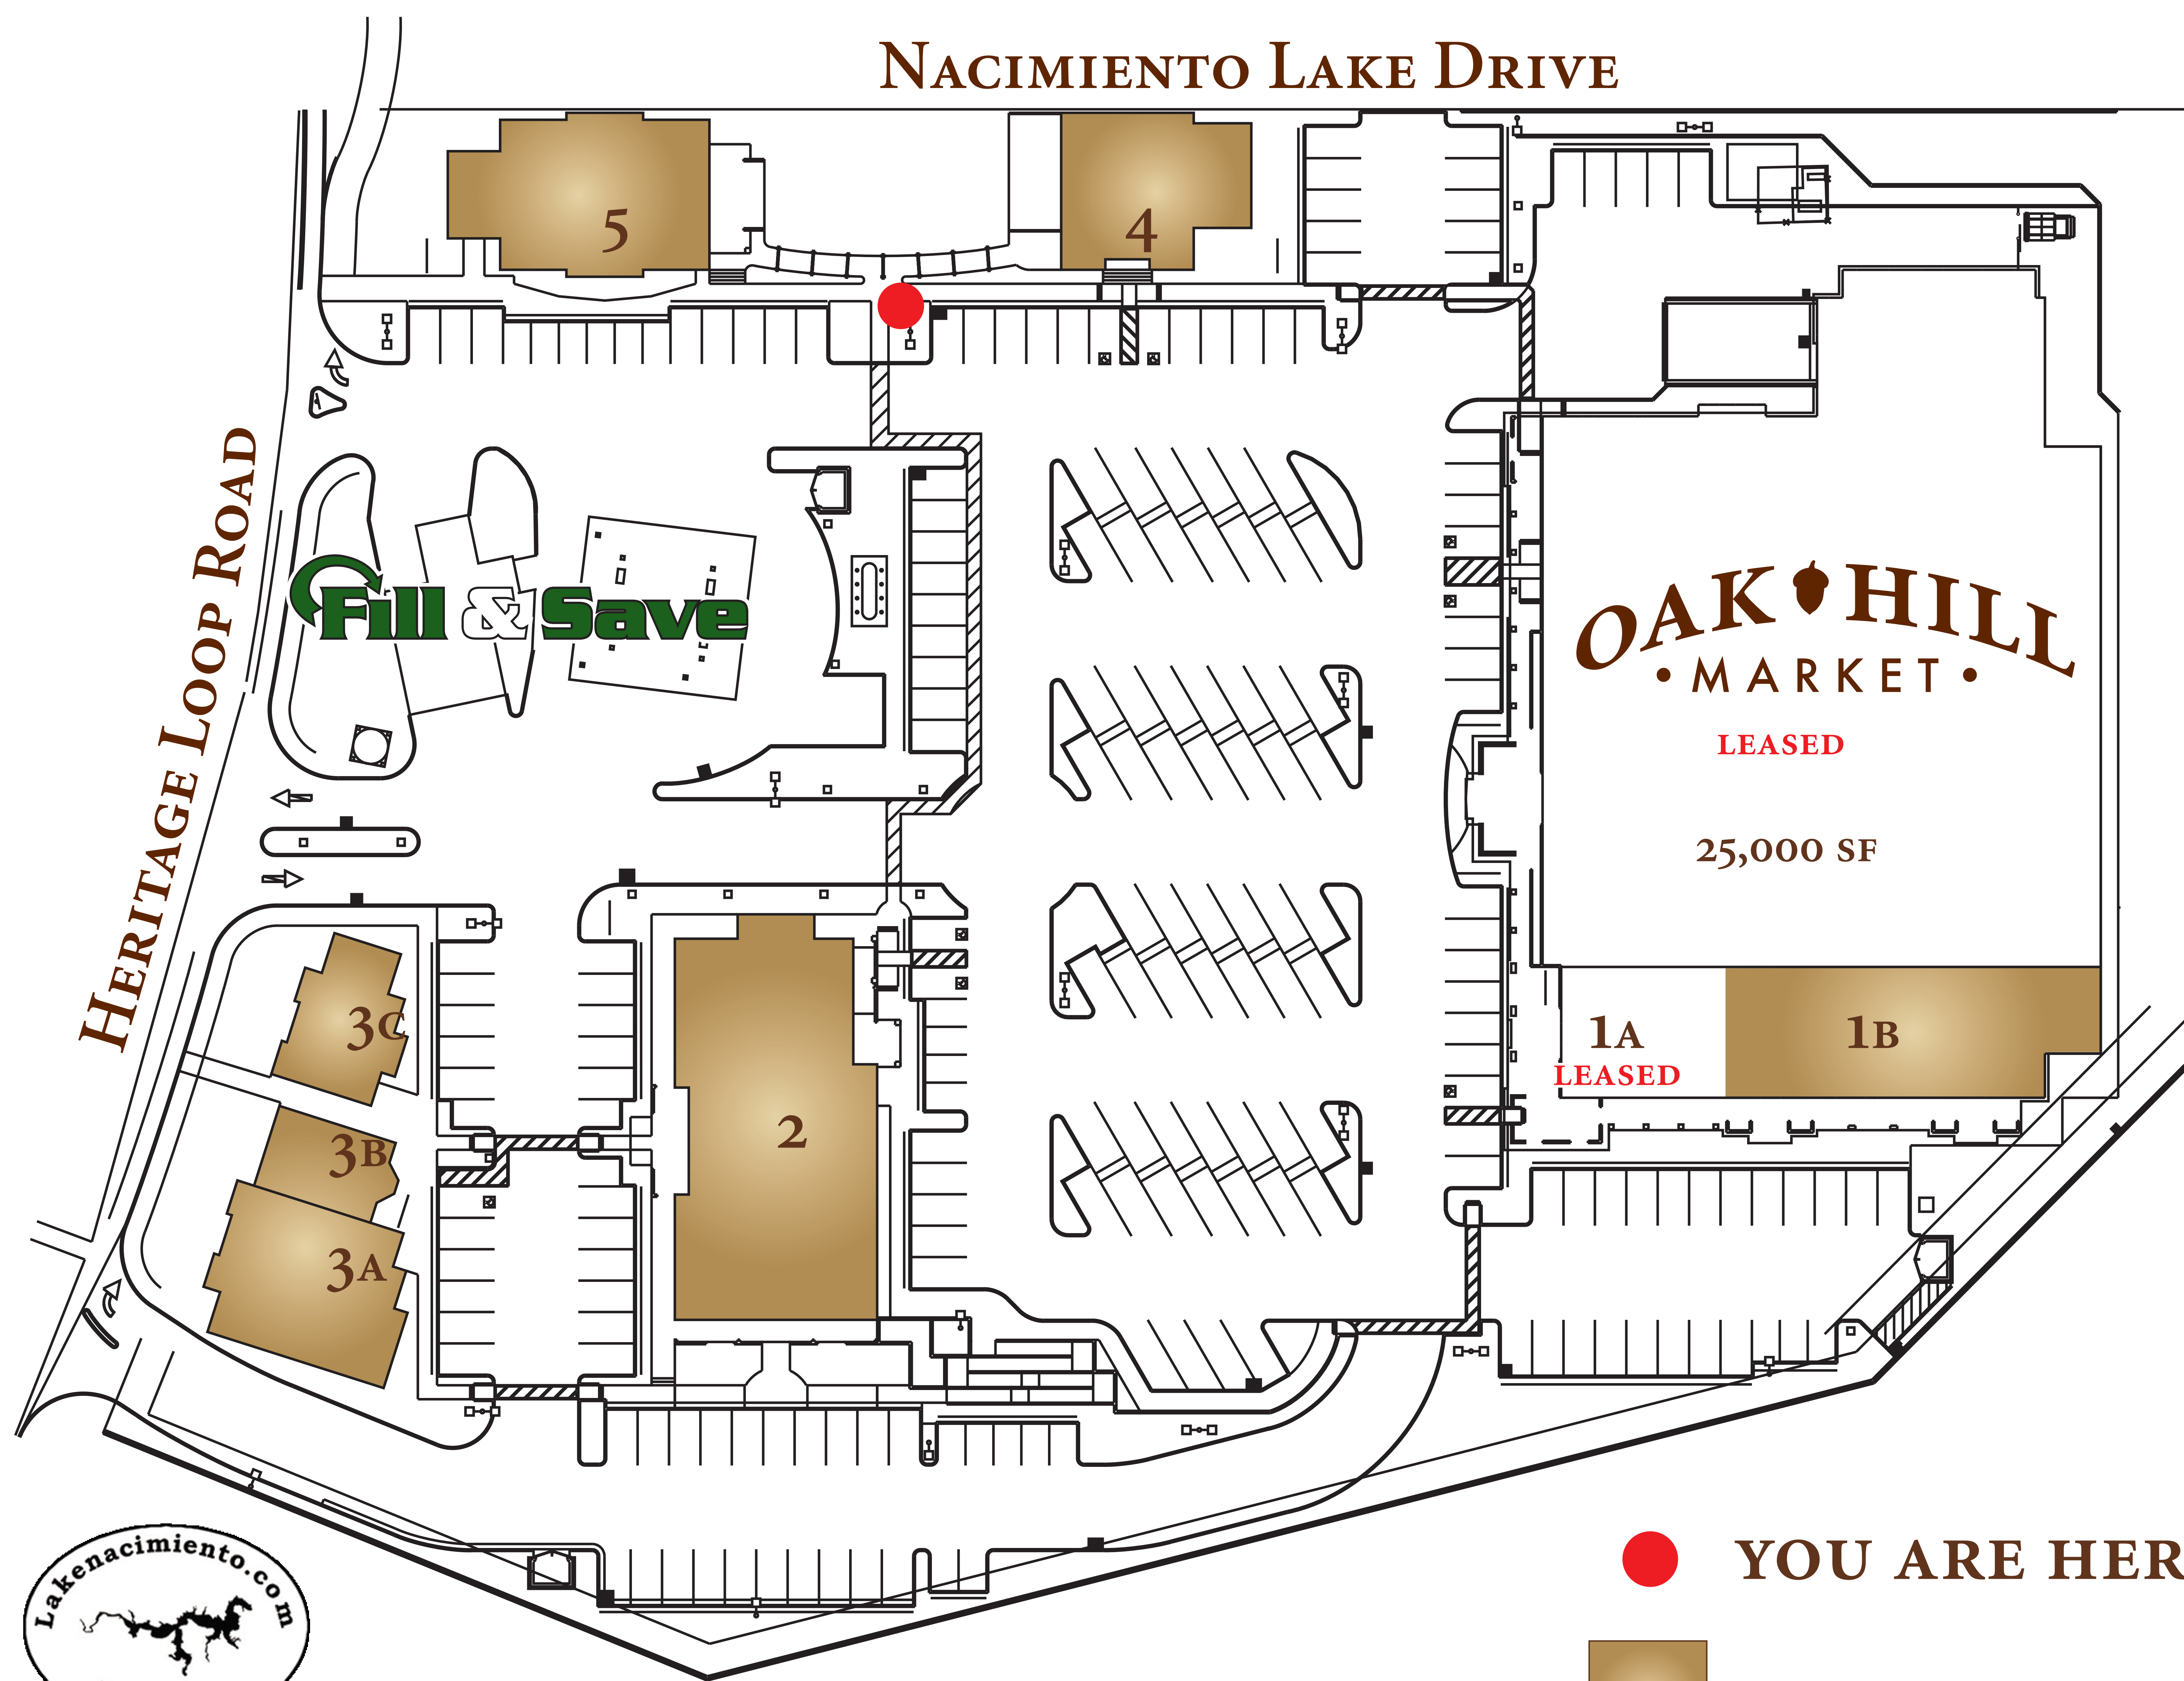 Nacimiento Lake Drive
5
4
Heritage Loop Road
Fill & Save
OAK HILL
• MARKET •
LEASED
25,000 SF
1A
LEASED
1B
2
3C
3B
3A
YOU ARE HER
Lakenacimiento.com